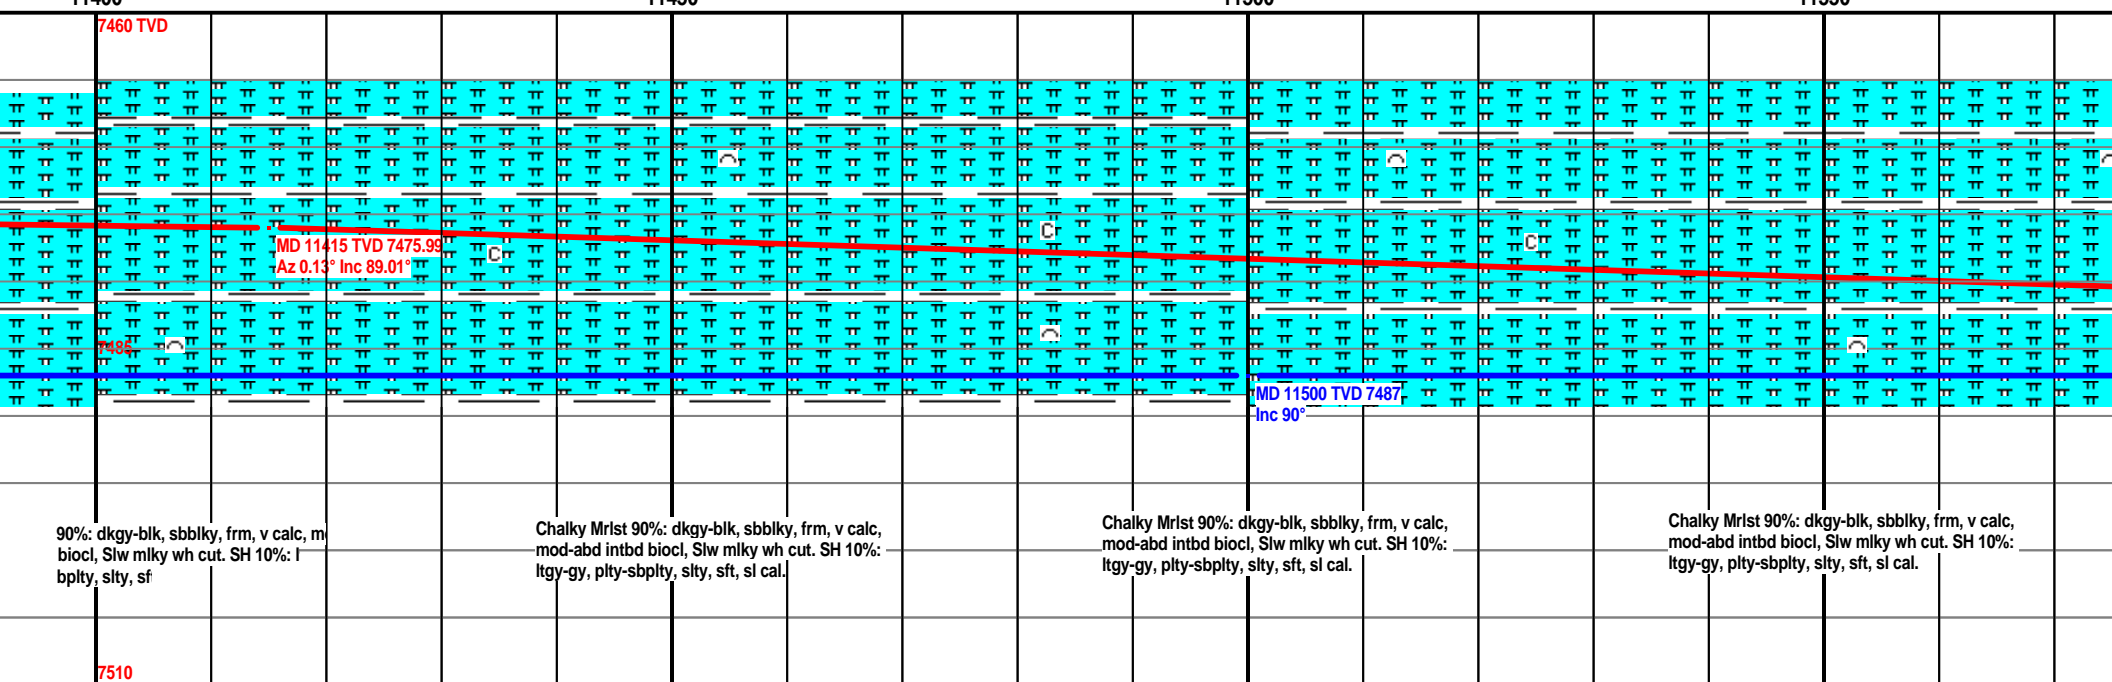 11400 11450 11500 11550
7460 TVD
MD 11415 TVD 7475.99
Az 0.13° Inc 89.01°
C
C
C
7485
MD 11500 TVD 7487
Inc 90°
90%: dkgy-blk, sbblky, frm, v calc, m
biocl, Slw mlky wh cut. SH 10%: l
bplty, slty, sf
Chalky Mrlst 90%: dkgy-blk, sbblky, frm, v calc,
mod-abd intbd biocl, Slw mlky wh cut. SH 10%:
ltgy-gy, plty-sbplty, slty, sft, sl cal.
Chalky Mrlst 90%: dkgy-blk, sbblky, frm, v calc,
mod-abd intbd biocl, Slw mlky wh cut. SH 10%:
ltgy-gy, plty-sbplty, slty, sft, sl cal.
Chalky Mrlst 90%: dkgy-blk, sbblky, frm, v calc,
mod-abd intbd biocl, Slw mlky wh cut. SH 10%:
ltgy-gy, plty-sbplty, slty, sft, sl cal.
7510